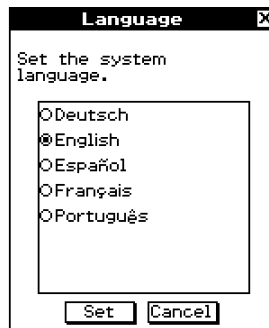 Language
Set the system
language.
Deutsch
English
Español
Français
Português
Set
Cancel